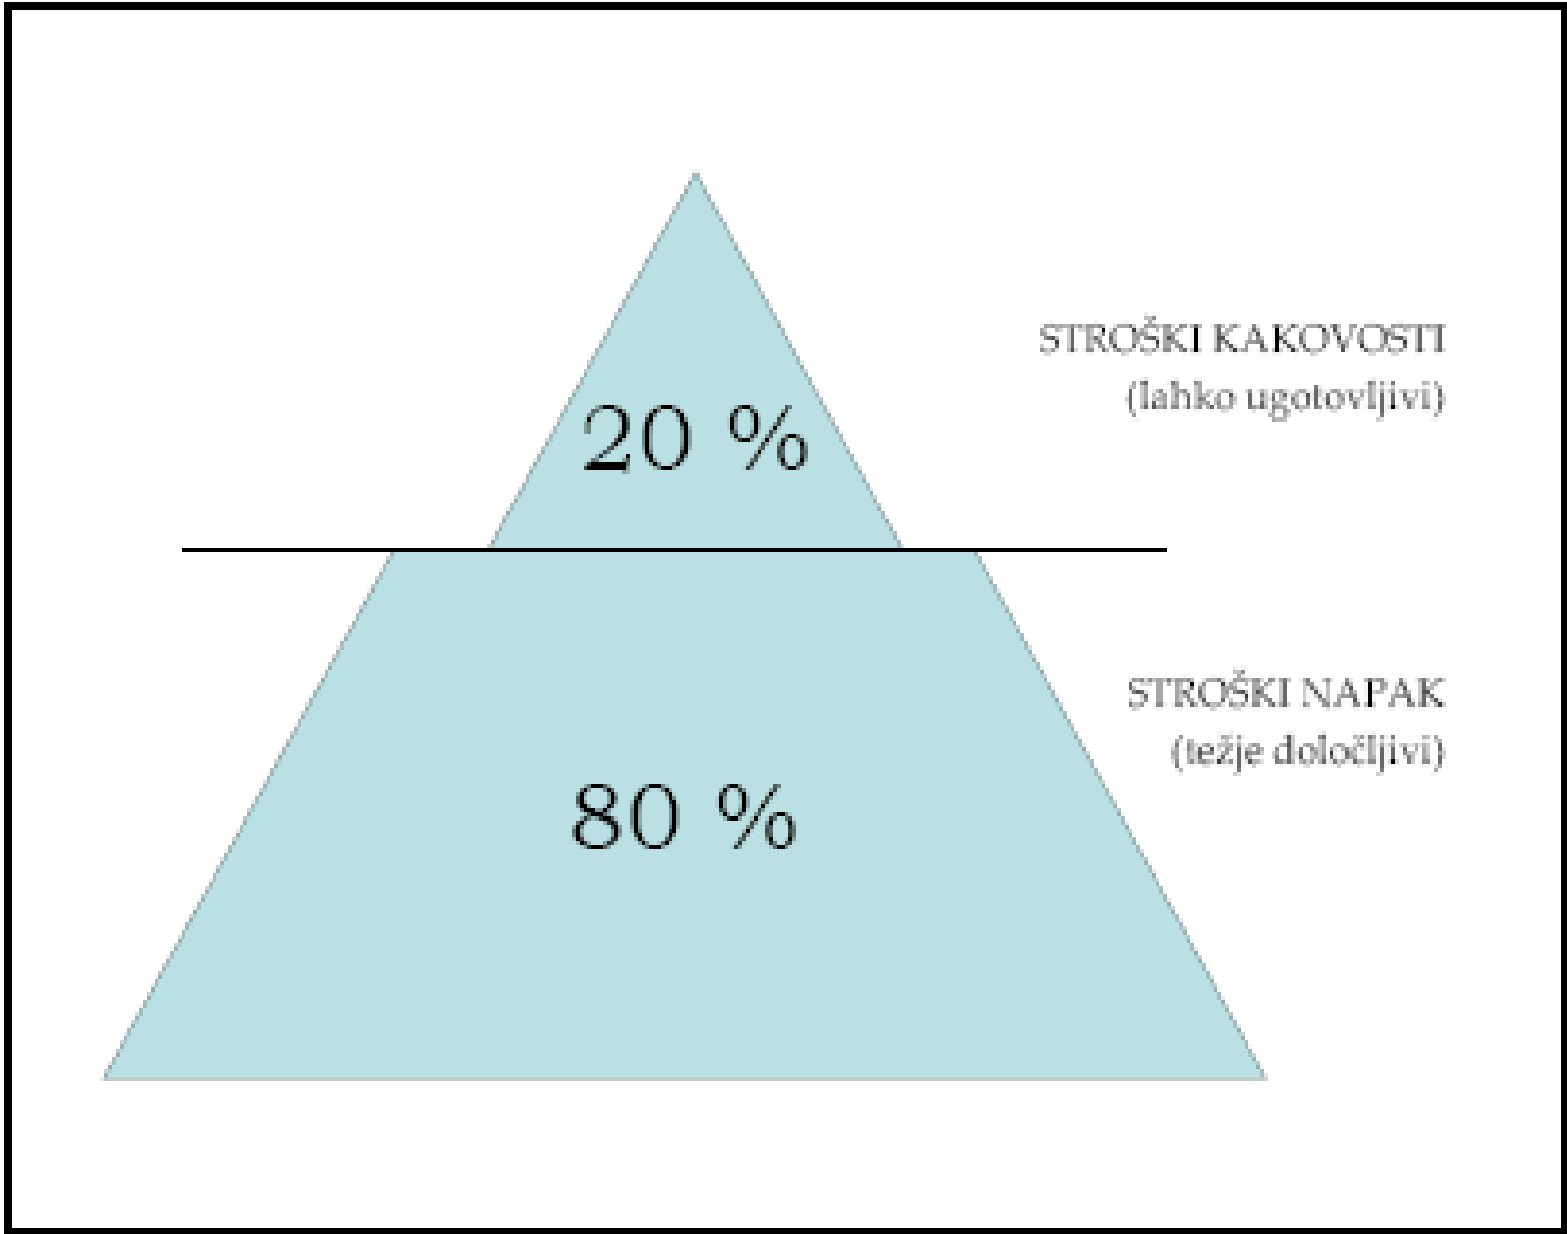 STROŠKI KAKOVOSTI
(lahko ugotovljivi)
20 %
STROŠKI NAPAK
(težje določljivi)
80 %